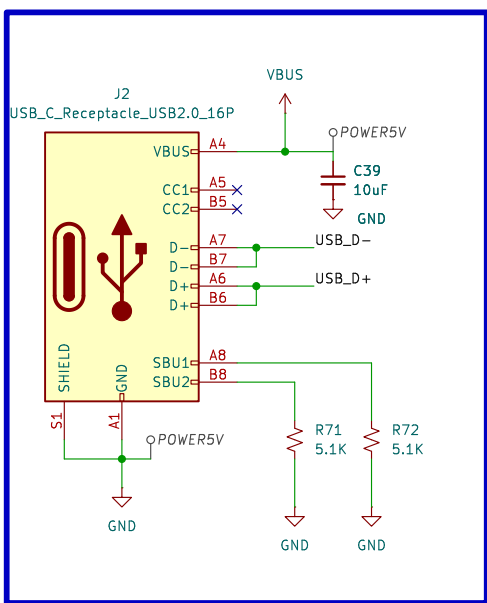 VBUS
J2
USB_C_Receptacle_USB2.0_16P
POWER5V
VBUS A4
C39
10uF
GND
CC1 A5
CC2 B5
D- A7 USB_D-
D- B7
D+ A6 USB_D+
D+ B6
SBU1 A8
SBU2 B8
SHIELD
GND
S1
A1
POWER5V
R71
5.1K
R72
5.1K
GND
GND
GND